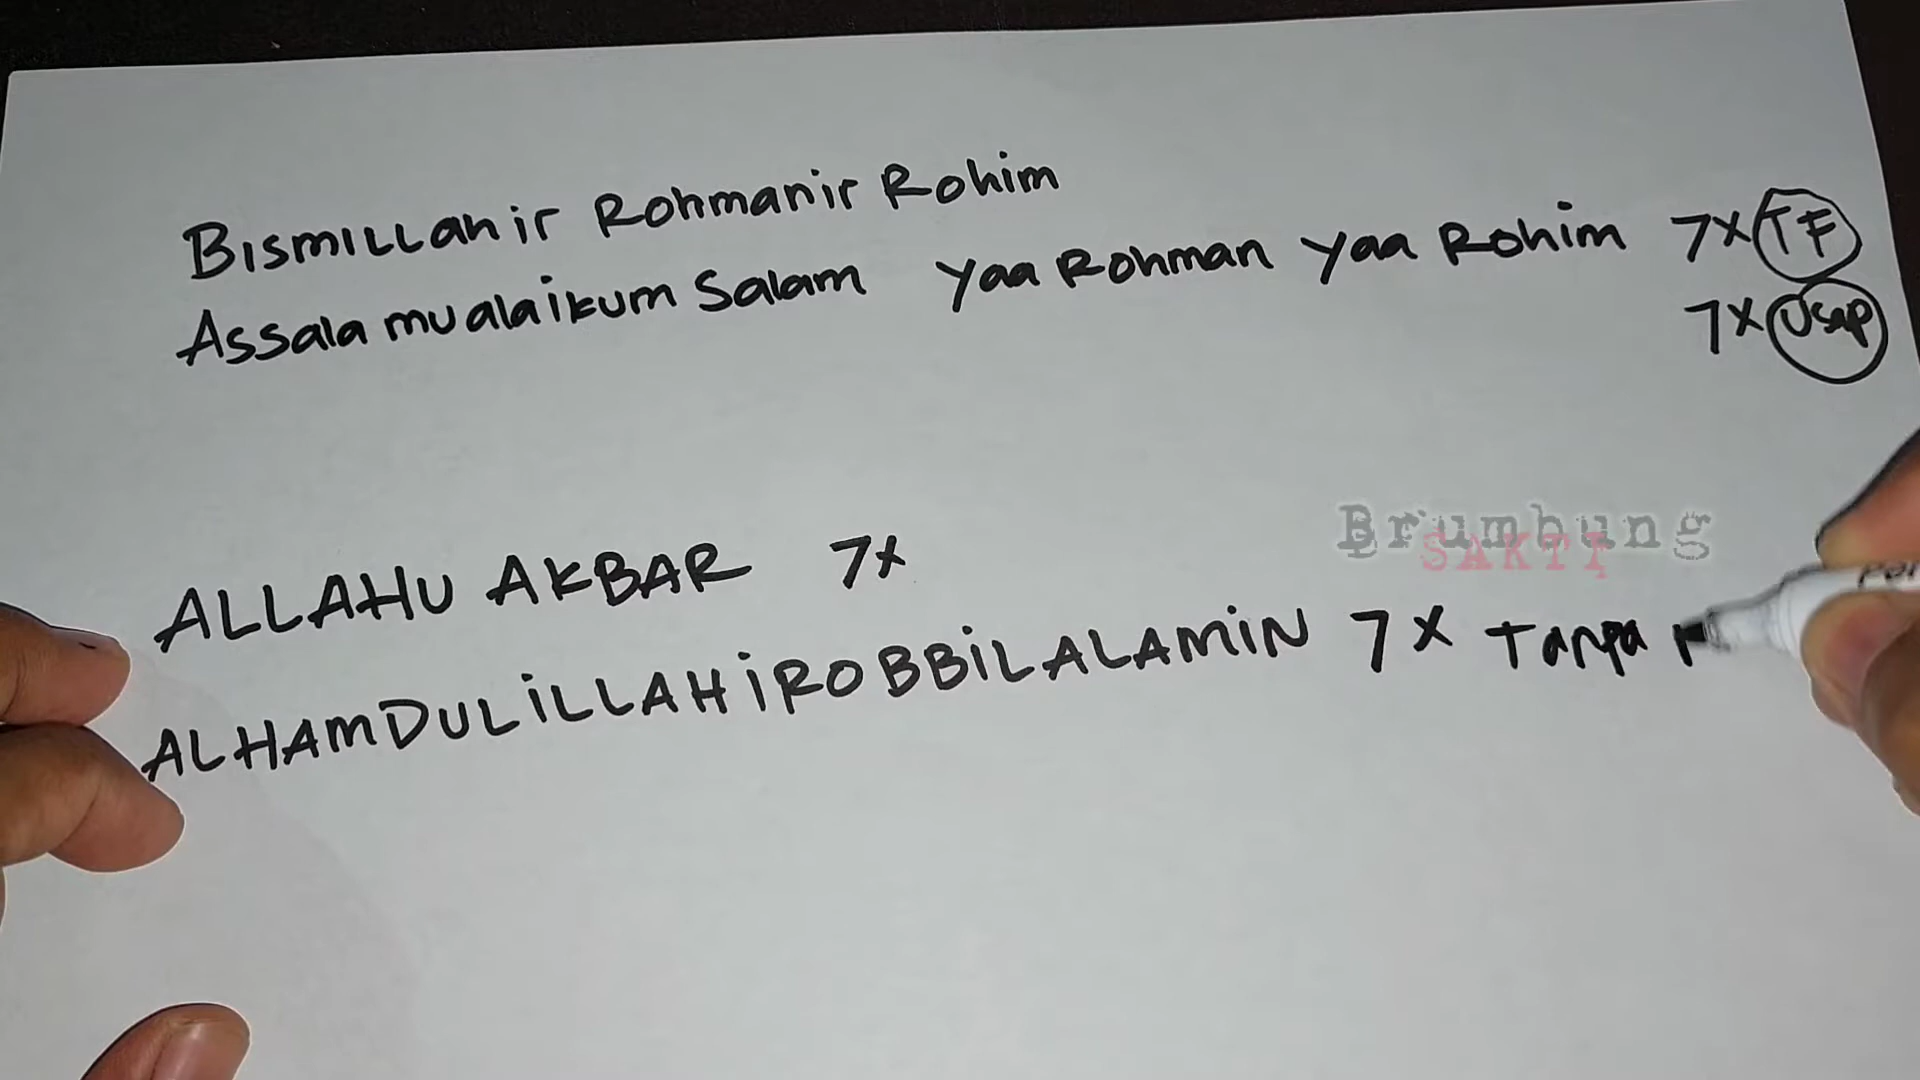 Bismillahir Rohmanir Rohim
Assalamualaikum Salam Yaa Rohman Yaa Rohim 7x TF
7x Usap
Brumbung
SAKTI
ALLAHU AKBAR 7x
ALHAMDULILLAHIROBBILALAMIN 7x Tanpa